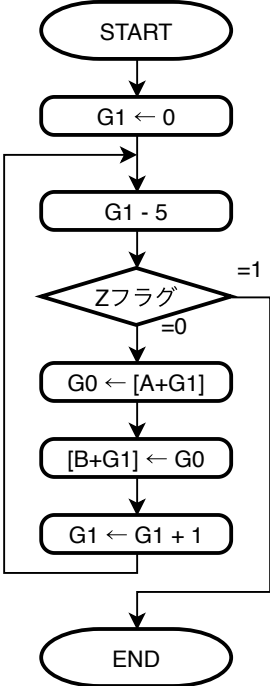 START
G1 ← 0
G1 - 5
=1
Zフラグ
=0
G0 ← [A+G1]
[B+G1] ← G0
G1 ← G1 + 1
END